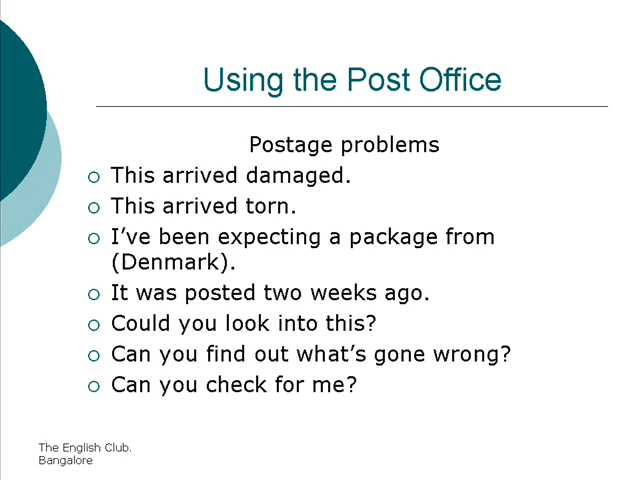 Using the Post Office
Postage problems
This arrived damaged.
This arrived torn.
I've been expecting a package from
(Denmark).
It was posted two weeks ago.
Could you look into this?
Can you find out what's gone wrong?
Can you check for me?
The English Club.
Bangalore